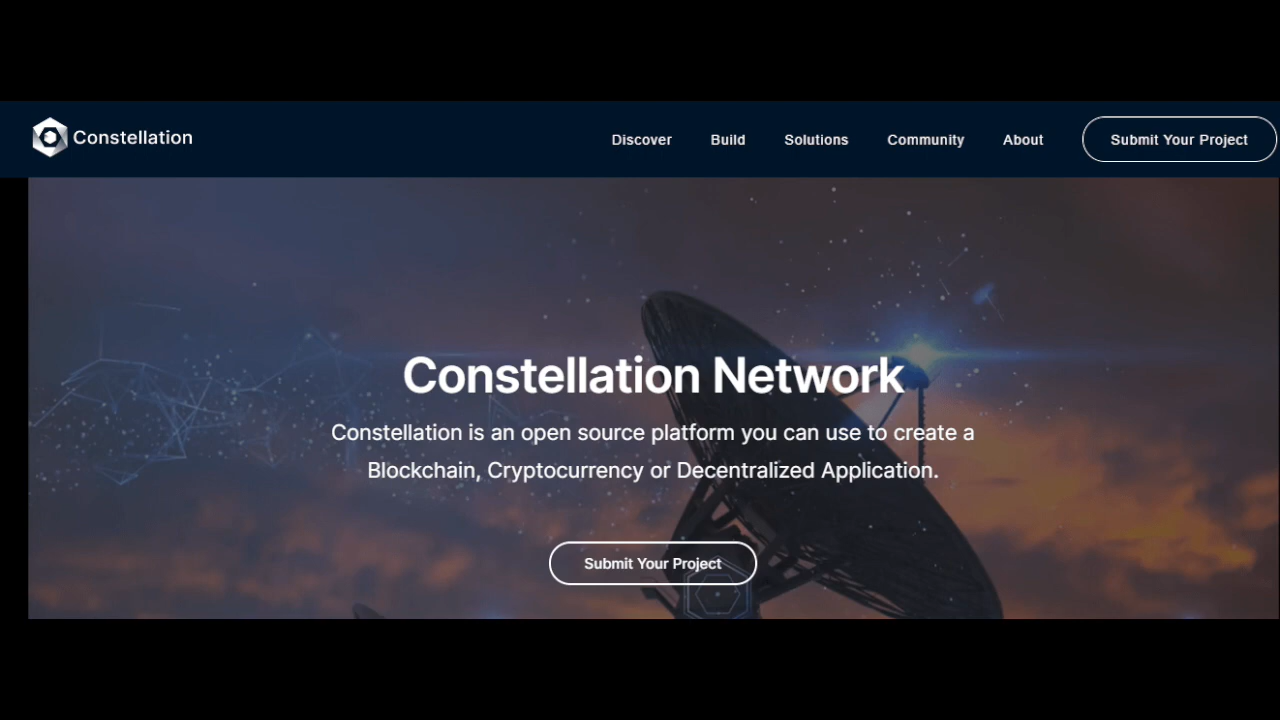 Constellation
Discover Build Solutions Community About Submit Your Project
Constellation Network
Constellation is an open source platform you can use to create a
Blockchain, Cryptocurrency or Decentralized Application.
Submit Your Project